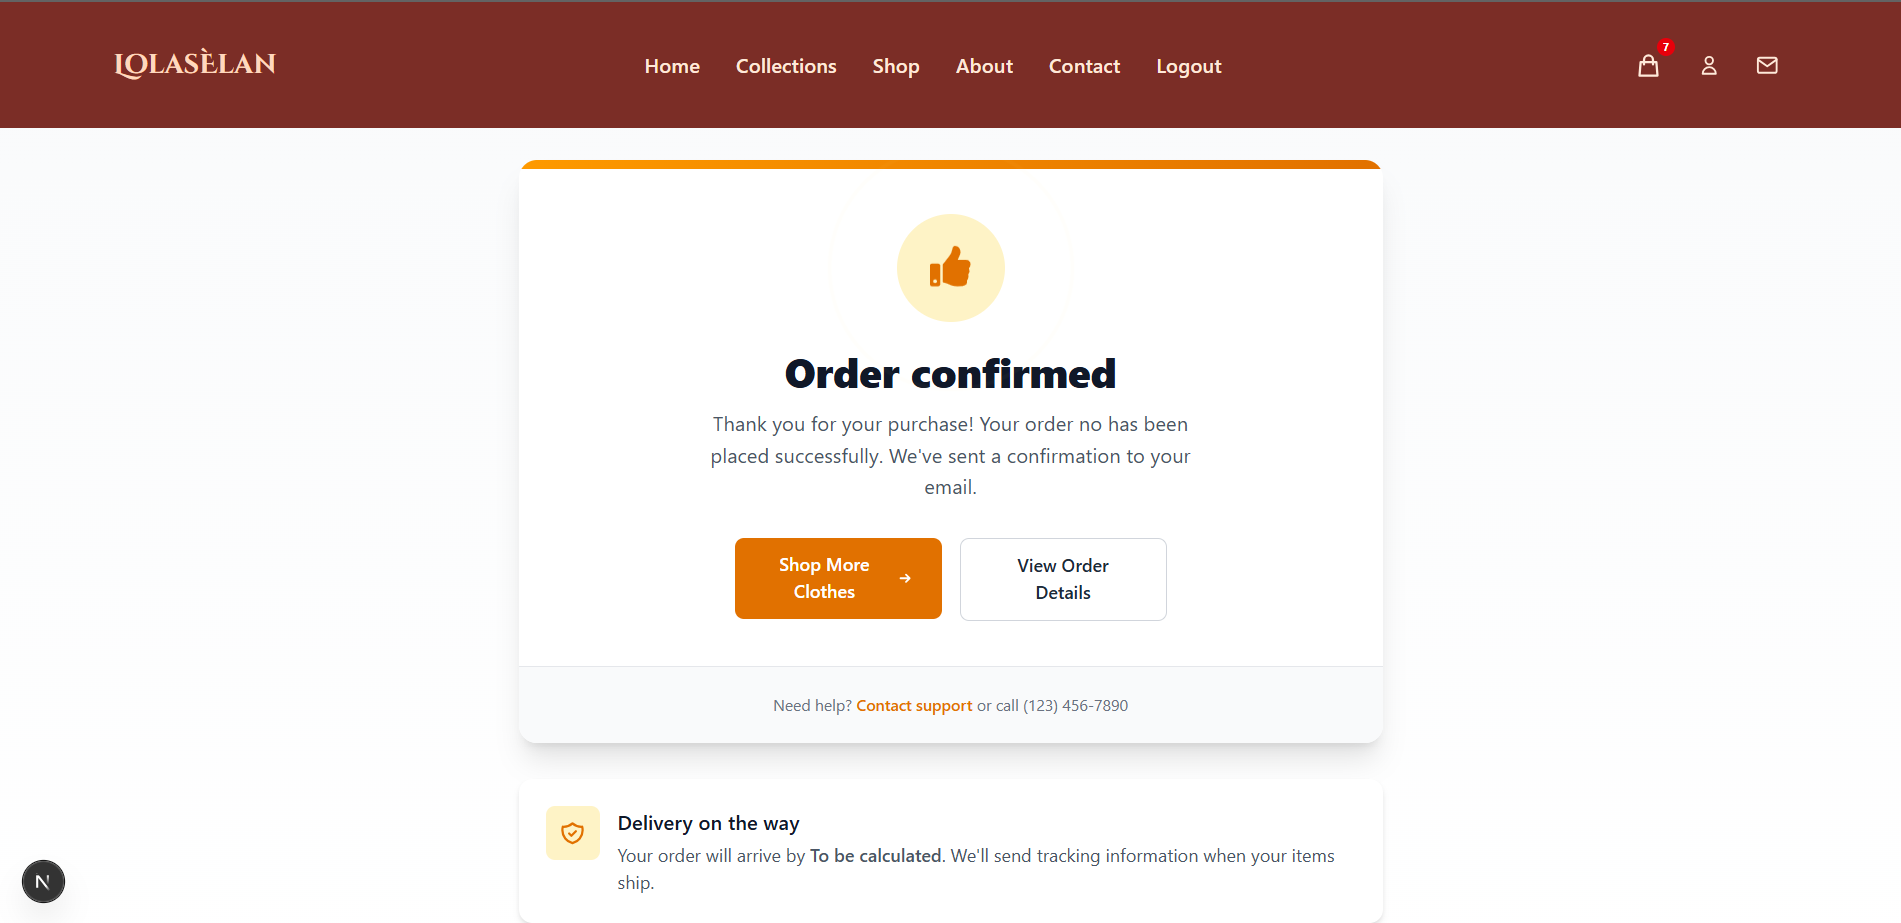 LOLASÈLAN
Home Collections Shop About Contact Logout
7
Order confirmed
Thank you for your purchase! Your order no has been
placed successfully. We've sent a confirmation to your
email.
Shop More
Clothes
View Order
Details
Need help? Contact support or call (123) 456-7890
Delivery on the way
Your order will arrive by To be calculated. We'll send tracking information when your items
ship.
N